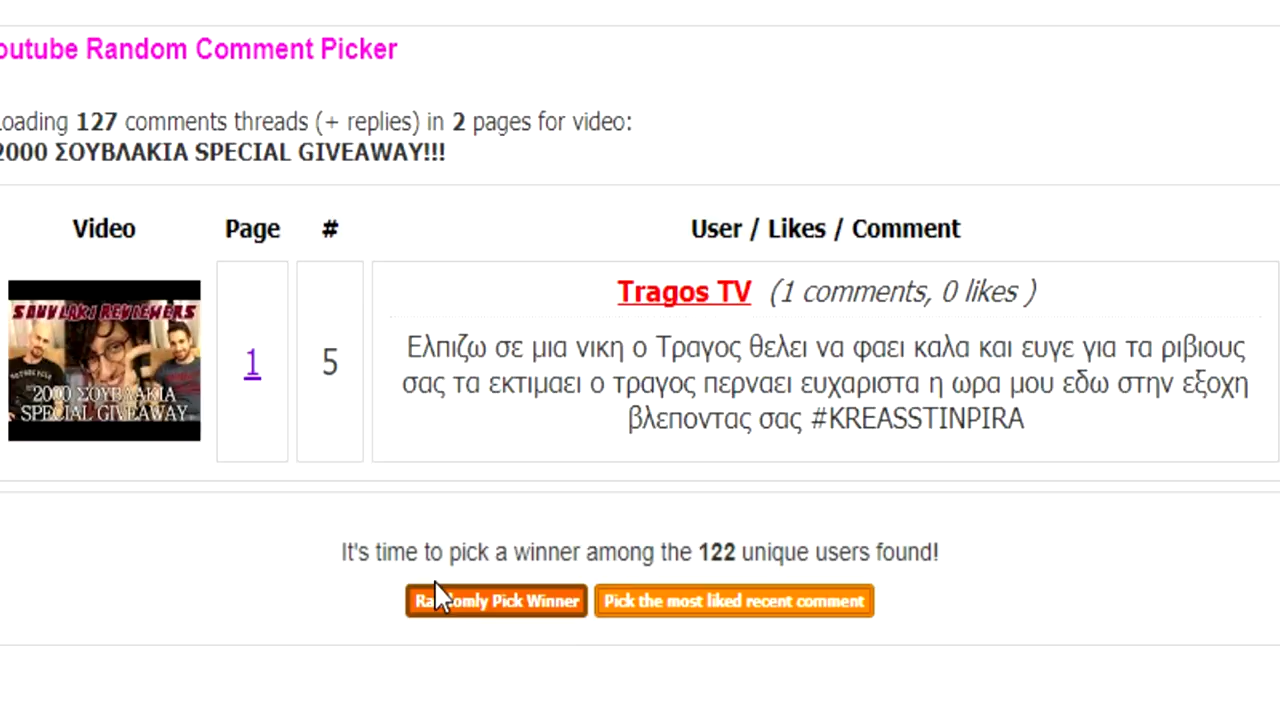 outube Random Comment Picker
oading 127 comments threads (+ replies) in 2 pages for video:
2000 ΣΟΥΒΛΑΚΙΑ SPECIAL GIVEAWAY!!!
Video Page # User / Likes / Comment
SOUVLAKI REVIEWERS
2000 ΣΟΥΒΛΑΚΙΑ
SPECIAL GIVEAWAY
1
5
Tragos TV (1 comments, 0 likes )
Ελπιζω σε μια νικη ο Τραγος θελει να φαει καλα και ευγε για τα ριβιους
σας τα εκτιμαει ο τραγος περναει ευχαριστα η ωρα μου εδω στην εξοχη
βλεποντας σας #KREASSTINPIRA
It's time to pick a winner among the 122 unique users found!
Randomly Pick Winner Pick the most liked recent comment